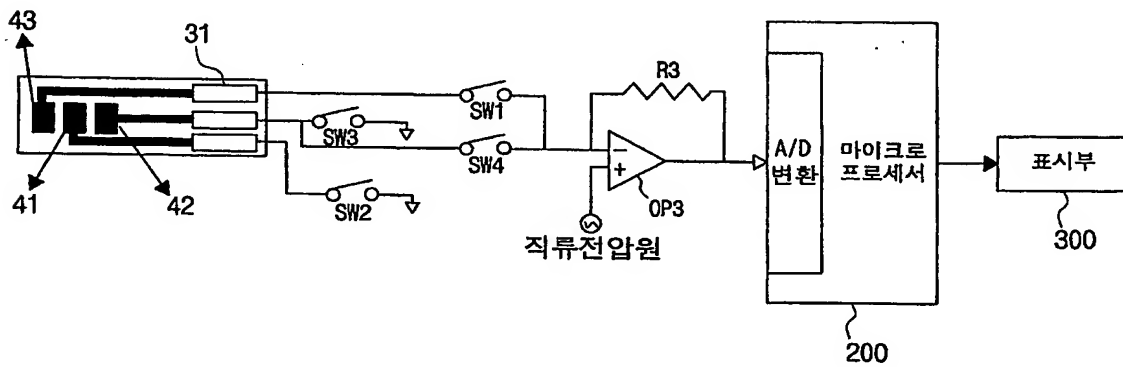 43
31
R3
SW1
SW3
SW4
SW2
41
42
−
+
OP3
직류전압원
A/D
변환
마이크로
프로세서
200
표시부
300